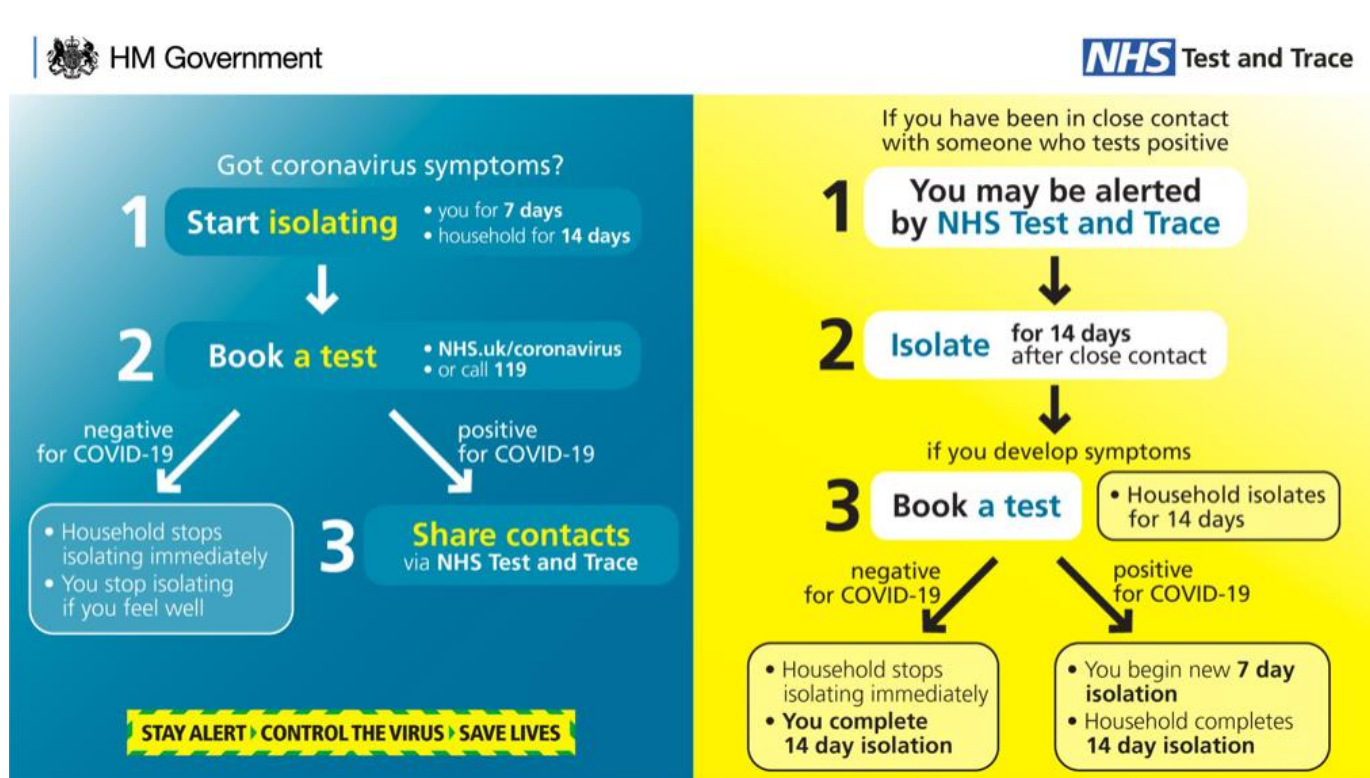 HM Government
NHS Test and Trace
Got coronavirus symptoms?
1
Start isolating
• you for 7 days
• household for 14 days
2
Book a test
• NHS.uk/coronavirus
• or call 119
negative
for COVID-19
positive
for COVID-19
• Household stops
isolating immediately
• You stop isolating
if you feel well
3
Share contacts
via NHS Test and Trace
STAY ALERT CONTROL THE VIRUS SAVE LIVES
If you have been in close contact
with someone who tests positive
1
You may be alerted
by NHS Test and Trace
2
Isolate
for 14 days
after close contact
if you develop symptoms
3
Book a test
• Household isolates
for 14 days
negative
for COVID-19
positive
for COVID-19
• Household stops
isolating immediately
• You complete
14 day isolation
• You begin new 7 day
isolation
• Household completes
14 day isolation